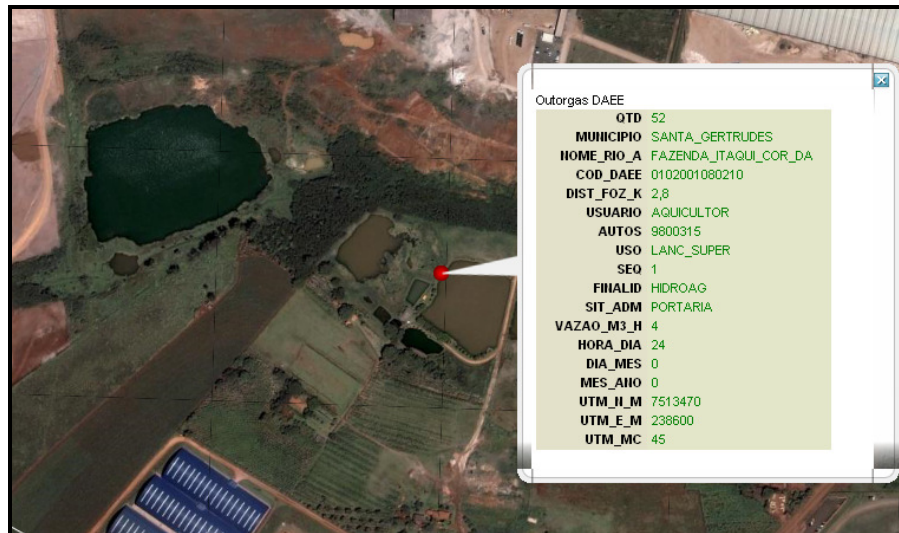 Outorgas DAEE
QTD 52
MUNICIPIO SANTA_GERTRUDES
NOME_RIO_A FAZENDA_ITAQUI_COR_DA
COD_DAEE 0102001080210
DIST_FOZ_K 2,8
USUARIO AQUICULTOR
AUTOS 9800315
USO LANC_SUPER
SEQ 1
FINALID HIDROAG
SIT_ADM PORTARIA
VAZAO_M3_H 4
HORA_DIA 24
DIA_MES 0
MES_ANO 0
UTM_N_M 7513470
UTM_E_M 238600
UTM_MC 45